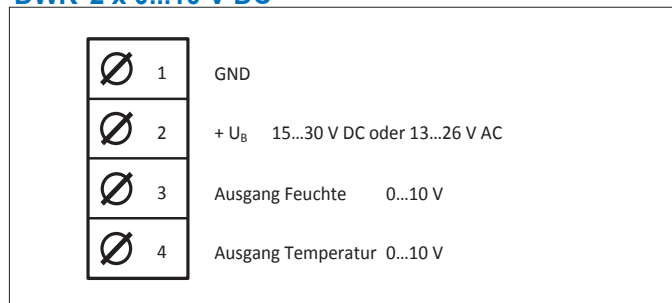 1 GND
2 + UB 15...30 V DC oder 13...26 V AC
3 Ausgang Feuchte 0...10 V
4 Ausgang Temperatur 0...10 V